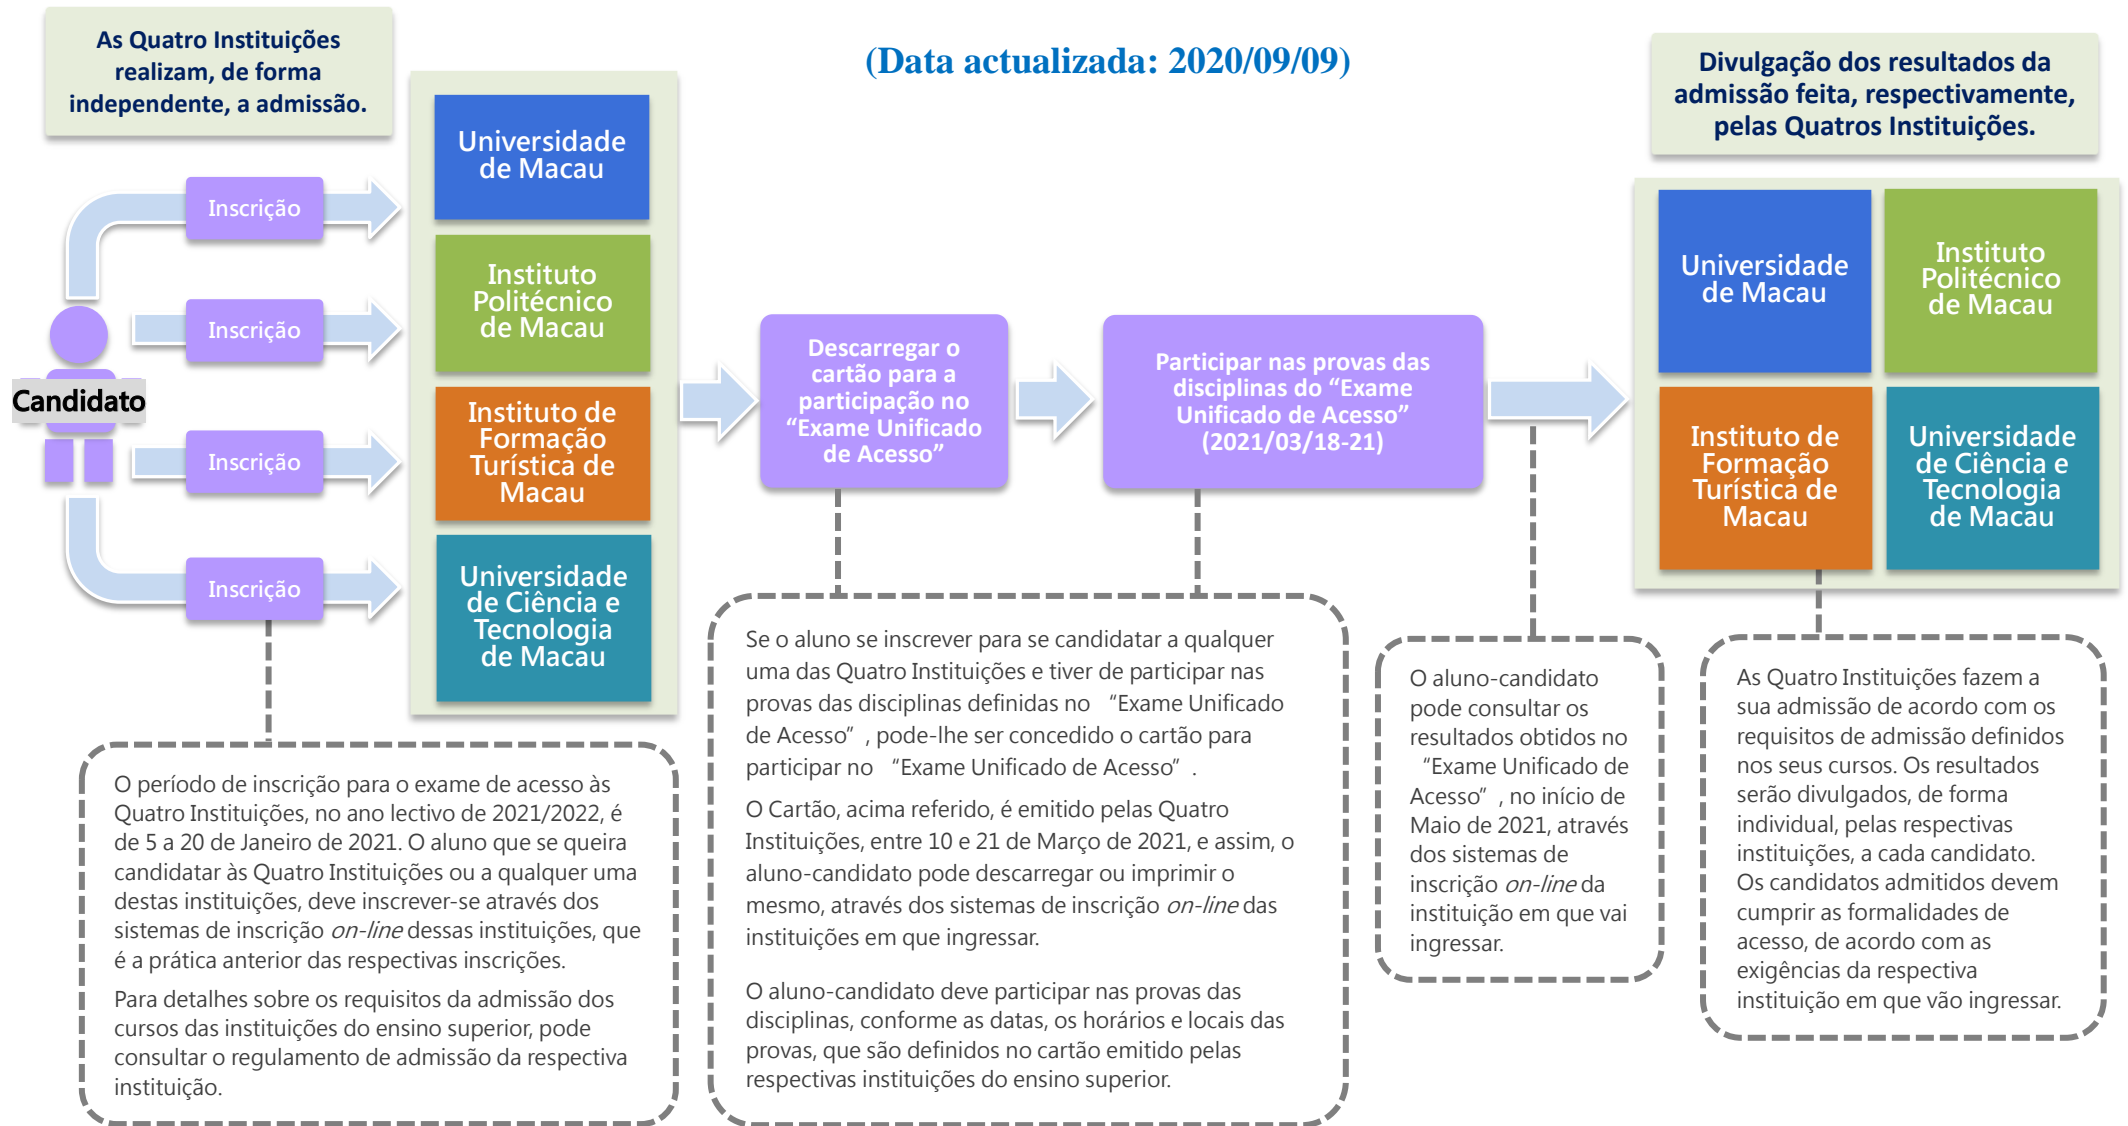 As Quatro Instituições
realizam, de forma
independente, a admissão.
(Data actualizada: 2020/09/09)
Divulgação dos resultados da
admissão feita, respectivamente,
pelas Quatros Instituições.
Candidato
Inscrição
Inscrição
Inscrição
Inscrição
Universidade
de Macau
Instituto
Politécnico
de Macau
Instituto de
Formação
Turística de
Macau
Universidade
de Ciência e
Tecnologia
de Macau
Descarregar o
cartão para a
participação no
“Exame Unificado
de Acesso”
Participar nas provas das
disciplinas do “Exame
Unificado de Acesso”
(2021/03/18-21)
Universidade
de Macau
Instituto
Politécnico
de Macau
Instituto de
Formação
Turística de
Macau
Universidade
de Ciência e
Tecnologia
de Macau
O período de inscrição para o exame de acesso às
Quatro Instituições, no ano lectivo de 2021/2022, é
de 5 a 20 de Janeiro de 2021. O aluno que se queira
candidatar às Quatro Instituições ou a qualquer uma
destas instituições, deve inscrever-se através dos
sistemas de inscrição on-line dessas instituições, que
é a prática anterior das respectivas inscrições.
Para detalhes sobre os requisitos da admissão dos
cursos das instituições do ensino superior, pode
consultar o regulamento de admissão da respectiva
instituição.
Se o aluno se inscrever para se candidatar a qualquer
uma das Quatro Instituições e tiver de participar nas
provas das disciplinas definidas no “Exame Unificado
de Acesso”, pode-lhe ser concedido o cartão para
participar no “Exame Unificado de Acesso”.
O Cartão, acima referido, é emitido pelas Quatro
Instituições, entre 10 e 21 de Março de 2021, e assim, o
aluno-candidato pode descarregar ou imprimir o
mesmo, através dos sistemas de inscrição on-line das
instituições em que ingressar.
O aluno-candidato deve participar nas provas das
disciplinas, conforme as datas, os horários e locais das
provas, que são definidos no cartão emitido pelas
respectivas instituições do ensino superior.
O aluno-candidato
pode consultar os
resultados obtidos no
“Exame Unificado de
Acesso”, no início de
Maio de 2021, através
dos sistemas de
inscrição on-line da
instituição em que vai
ingressar.
As Quatro Instituições fazem a
sua admissão de acordo com os
requisitos de admissão definidos
nos seus cursos. Os resultados
serão divulgados, de forma
individual, pelas respectivas
instituições, a cada candidato.
Os candidatos admitidos devem
cumprir as formalidades de
acesso, de acordo com as
exigências da respectiva
instituição em que vão ingressar.